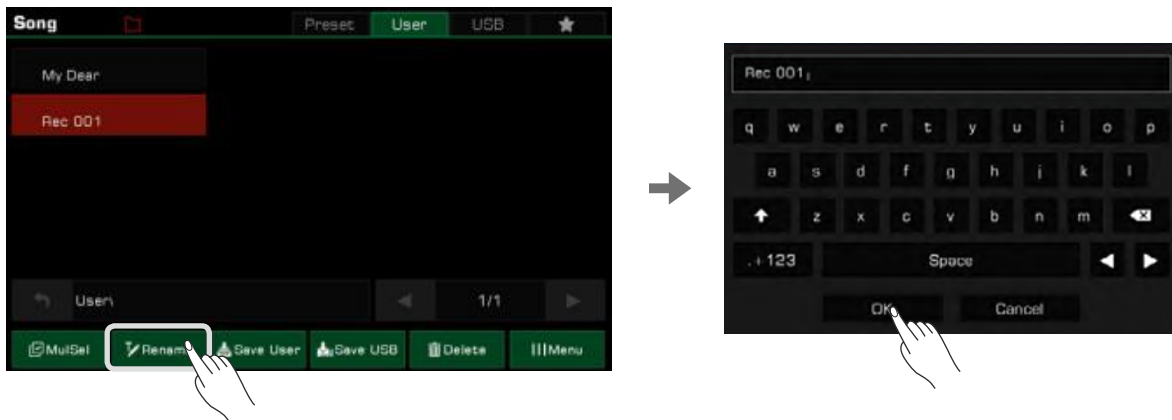 Song Preset User USB
My Dear
Rec 001
User\ 1/1
MulSel Rename Save User Save USB Delete Menu
Rec 001
q w e r t y u i o p
a s d f g h j k l
z x c v b n m
.+123 Space
OK Cancel